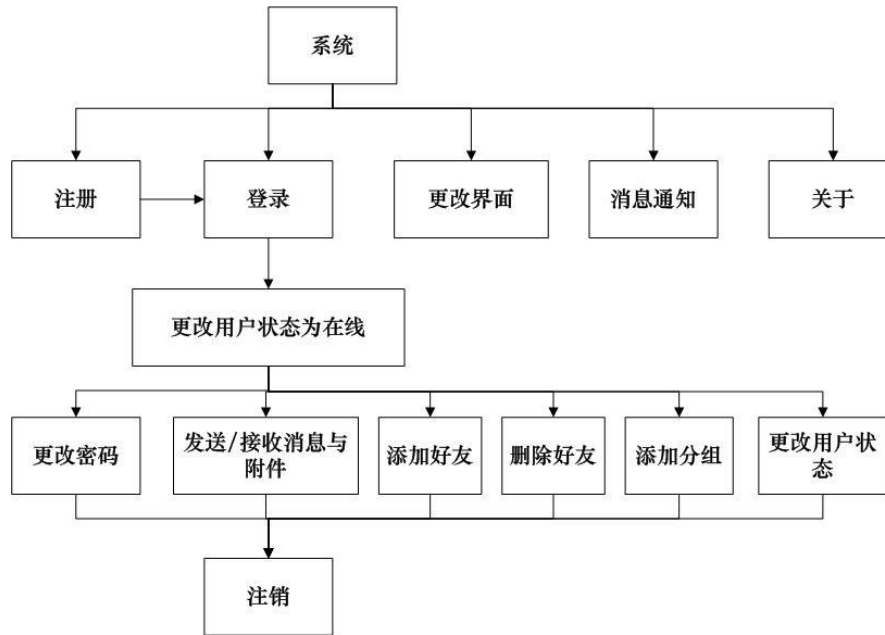 系统
注册
登录
更改界面
消息通知
关于
更改用户状态为在线
更改密码
发送/接收消息与
附件
添加好友
删除好友
添加分组
更改用户状
态
注销